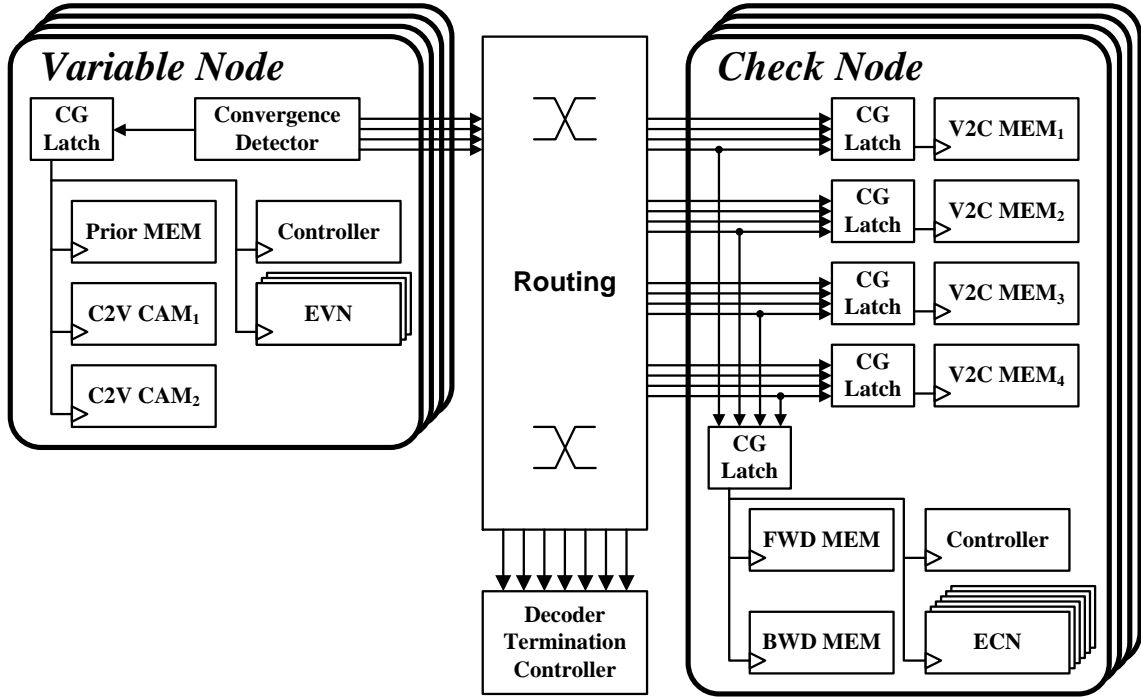 Variable Node
CG
Latch
Convergence
Detector
Prior MEM
Controller
C2V CAM₁
EVN
C2V CAM₂
Routing
Decoder
Termination
Controller
Check Node
CG
Latch
V2C MEM₁
CG
Latch
V2C MEM₂
CG
Latch
V2C MEM₃
CG
Latch
V2C MEM₄
CG
Latch
FWD MEM
Controller
BWD MEM
ECN